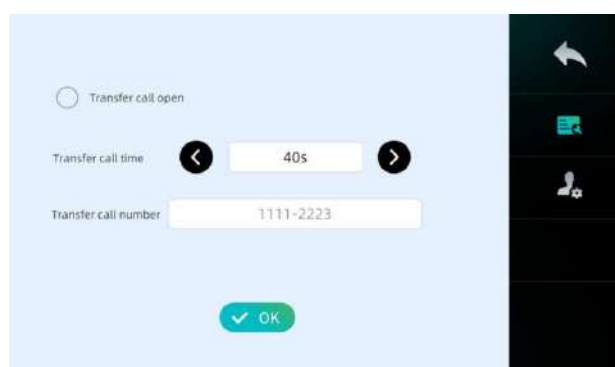 Transfer call open
Transfer call time 40s
Transfer call number 1111-2223
OK